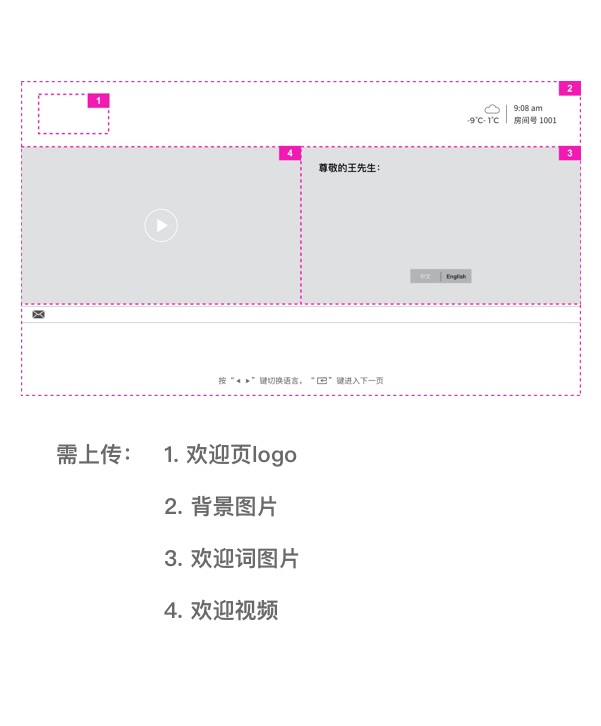 1
2
9:08 am
-9°C- 1°C
房间号 1001
4
3
尊敬的王先生：
中文
English
按“◂ ▸”键切换语言，“”键进入下一页
需上传： 1. 欢迎页logo
2. 背景图片
3. 欢迎词图片
4. 欢迎视频